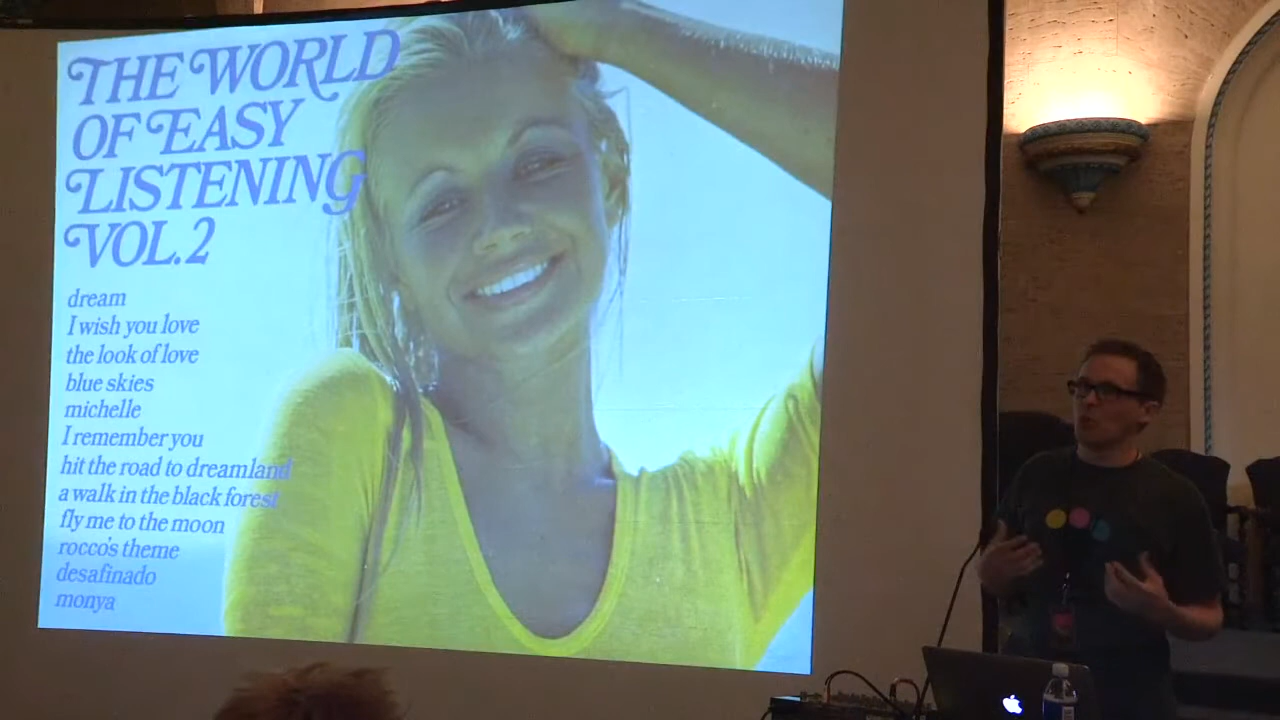 THE WORLD
OF EASY
LISTENING
VOL.2
dream
I wish you love
the look of love
blue skies
michelle
I remember you
hit the road to dreamland
a walk in the black forest
fly me to the moon
rocco's theme
desafinado
monya